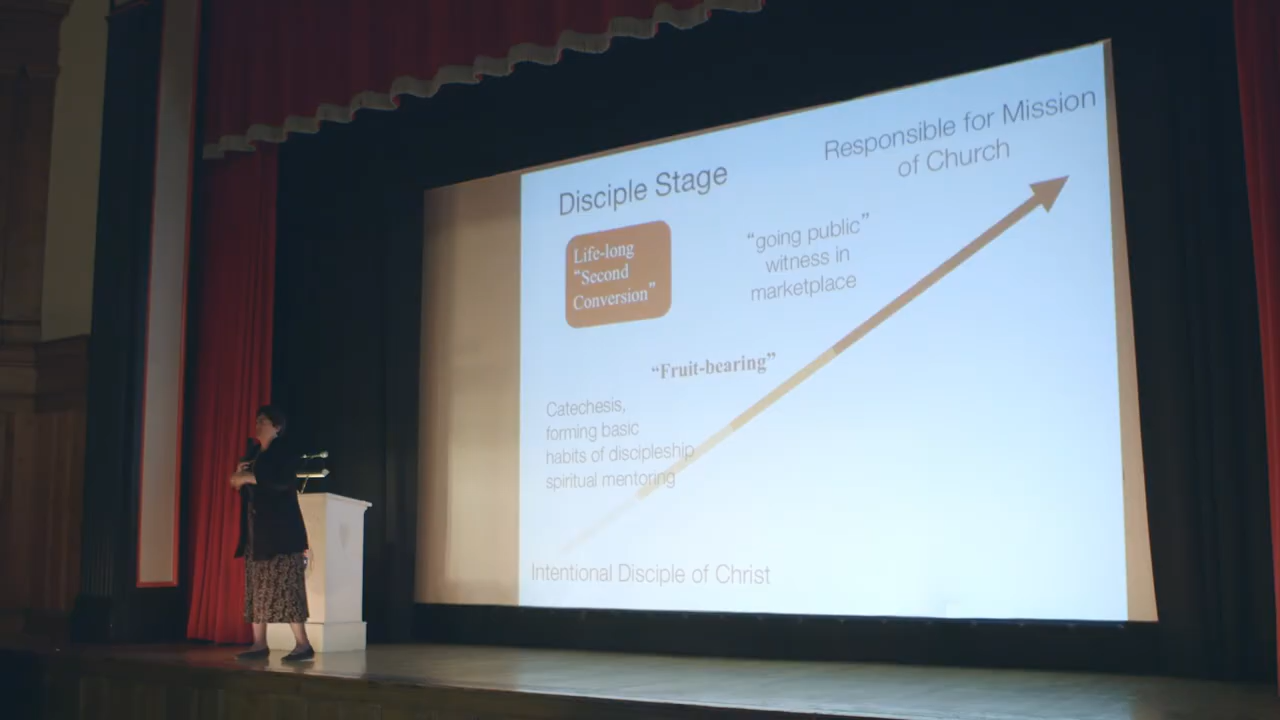 Disciple Stage
Responsible for Mission
of Church
Life-long
“Second
Conversion”
“going public”
witness in
marketplace
“Fruit-bearing”
Catechesis,
forming basic
habits of discipleship
spiritual mentoring
Intentional Disciple of Christ